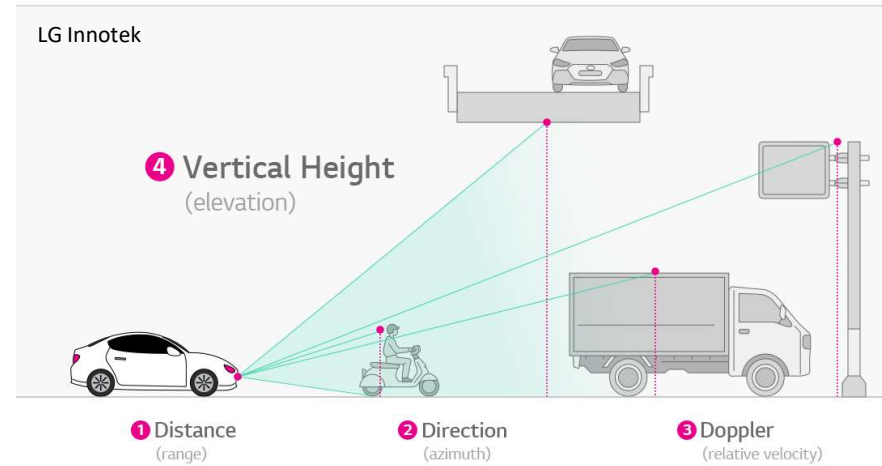 LG Innotek
4 Vertical Height
(elevation)
1 Distance
(range)
2 Direction
(azimuth)
3 Doppler
(relative velocity)